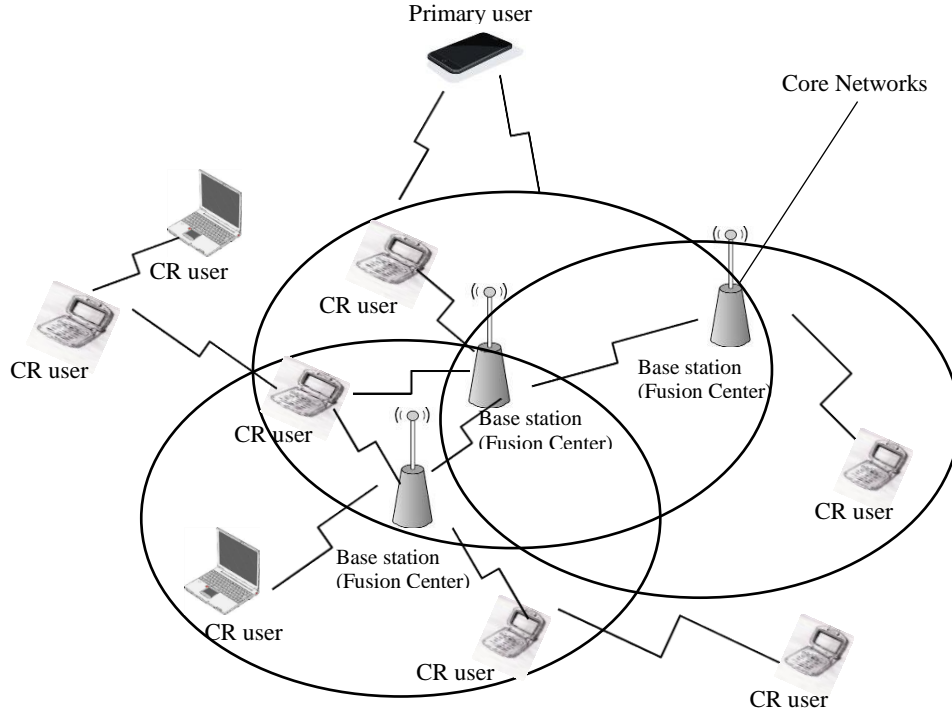 Primary user
Core Networks
CR user
CR user
CR user
Base station
(Fusion Center)
CR user
Base station
(Fusion Center)
CR user
Base station
(Fusion Center)
CR user
CR user
CR user